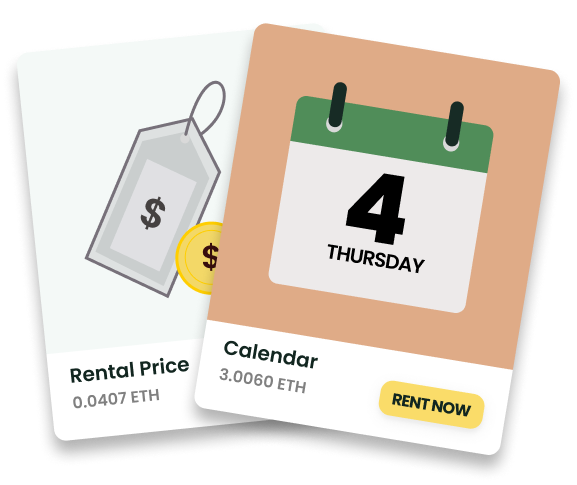 $
$
Rental Price
0.0407 ETH
4
THURSDAY
Calendar
3.0060 ETH
RENT NOW